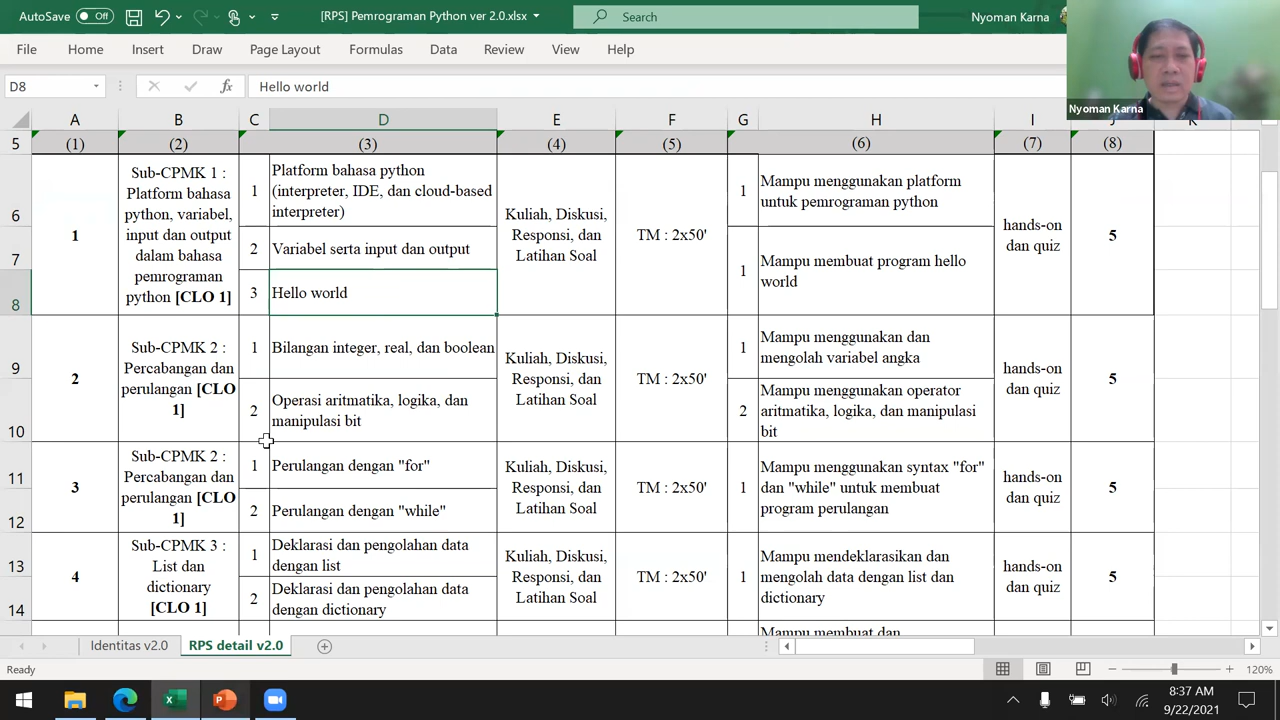 AutoSave Off
[RPS] Pemrograman Python ver 2.0.xlsx
Search
Nyoman Karna
File Home Insert Draw Page Layout Formulas Data Review View Help
Nyoman Karna
D8
fx
Hello world
A B C D E F G H I J K
5 (1) (2) (3) (4) (5) (6) (7) (8)
6
7
8
1
Sub-CPMK 1 :
Platform bahasa
python, variabel,
input dan output
dalam bahasa
pemrograman
python [CLO 1]
1
Platform bahasa python
(interpreter, IDE, dan cloud-based
interpreter)
2 Variabel serta input dan output
3 Hello world
Kuliah, Diskusi,
Responsi, dan
Latihan Soal
TM : 2x50'
1
Mampu menggunakan platform
untuk pemrograman python
1
Mampu membuat program hello
world
hands-on
dan quiz
5
9
10
2
Sub-CPMK 2 :
Percabangan dan
perulangan [CLO
1]
1 Bilangan integer, real, dan boolean
2
Operasi aritmatika, logika, dan
manipulasi bit
Kuliah, Diskusi,
Responsi, dan
Latihan Soal
TM : 2x50'
1
Mampu menggunakan dan
mengolah variabel angka
2
Mampu menggunakan operator
aritmatika, logika, dan manipulasi
bit
hands-on
dan quiz
5
11
12
3
Sub-CPMK 2 :
Percabangan dan
perulangan [CLO
1]
1 Perulangan dengan "for"
2 Perulangan dengan "while"
Kuliah, Diskusi,
Responsi, dan
Latihan Soal
TM : 2x50'
1
Mampu menggunakan syntax "for"
dan "while" untuk membuat
program perulangan
hands-on
dan quiz
5
13
14
4
Sub-CPMK 3 :
List dan
dictionary
[CLO 1]
1
Deklarasi dan pengolahan data
dengan list
2
Deklarasi dan pengolahan data
dengan dictionary
Kuliah, Diskusi,
Responsi, dan
Latihan Soal
TM : 2x50'
1
Mampu mendeklarasikan dan
mengolah data dengan list dan
dictionary
hands-on
dan quiz
5
Mampu membuat dan
Identitas v2.0 RPS detail v2.0
Ready
120%
8:37 AM
9/22/2021